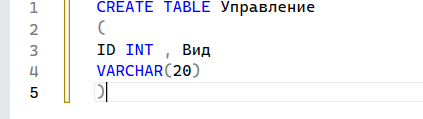 1 CREATE TABLE Управление
2 (
3 ID INT , Вид
4 VARCHAR(20)
5 )